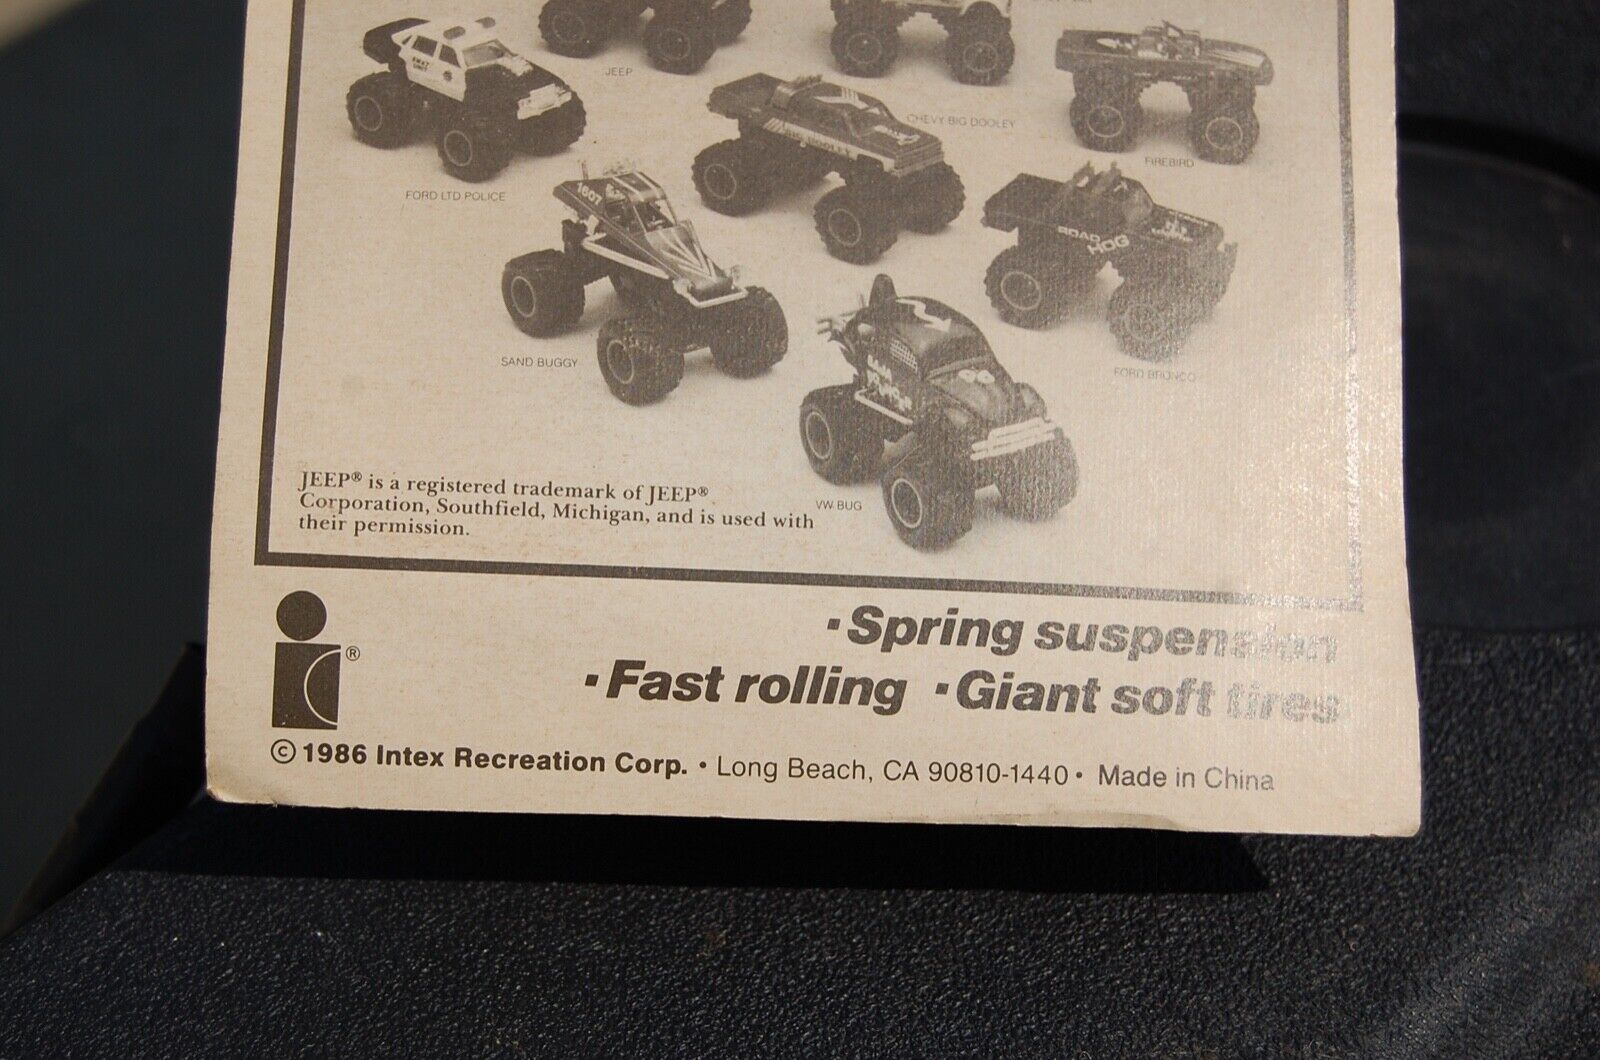 JEEP
CHEVY BIG DOOLEY
FIREBIRD
FORD LTD POLICE
1607
ROAD
HOG
SAND BUGGY
FORD BRONCO
VW BUG
JEEP® is a registered trademark of JEEP®
Corporation, Southfield, Michigan, and is used with
their permission.
▪Spring suspension
▪Fast rolling ▪Giant soft tires
®
© 1986 Intex Recreation Corp. • Long Beach, CA 90810-1440 • Made in China